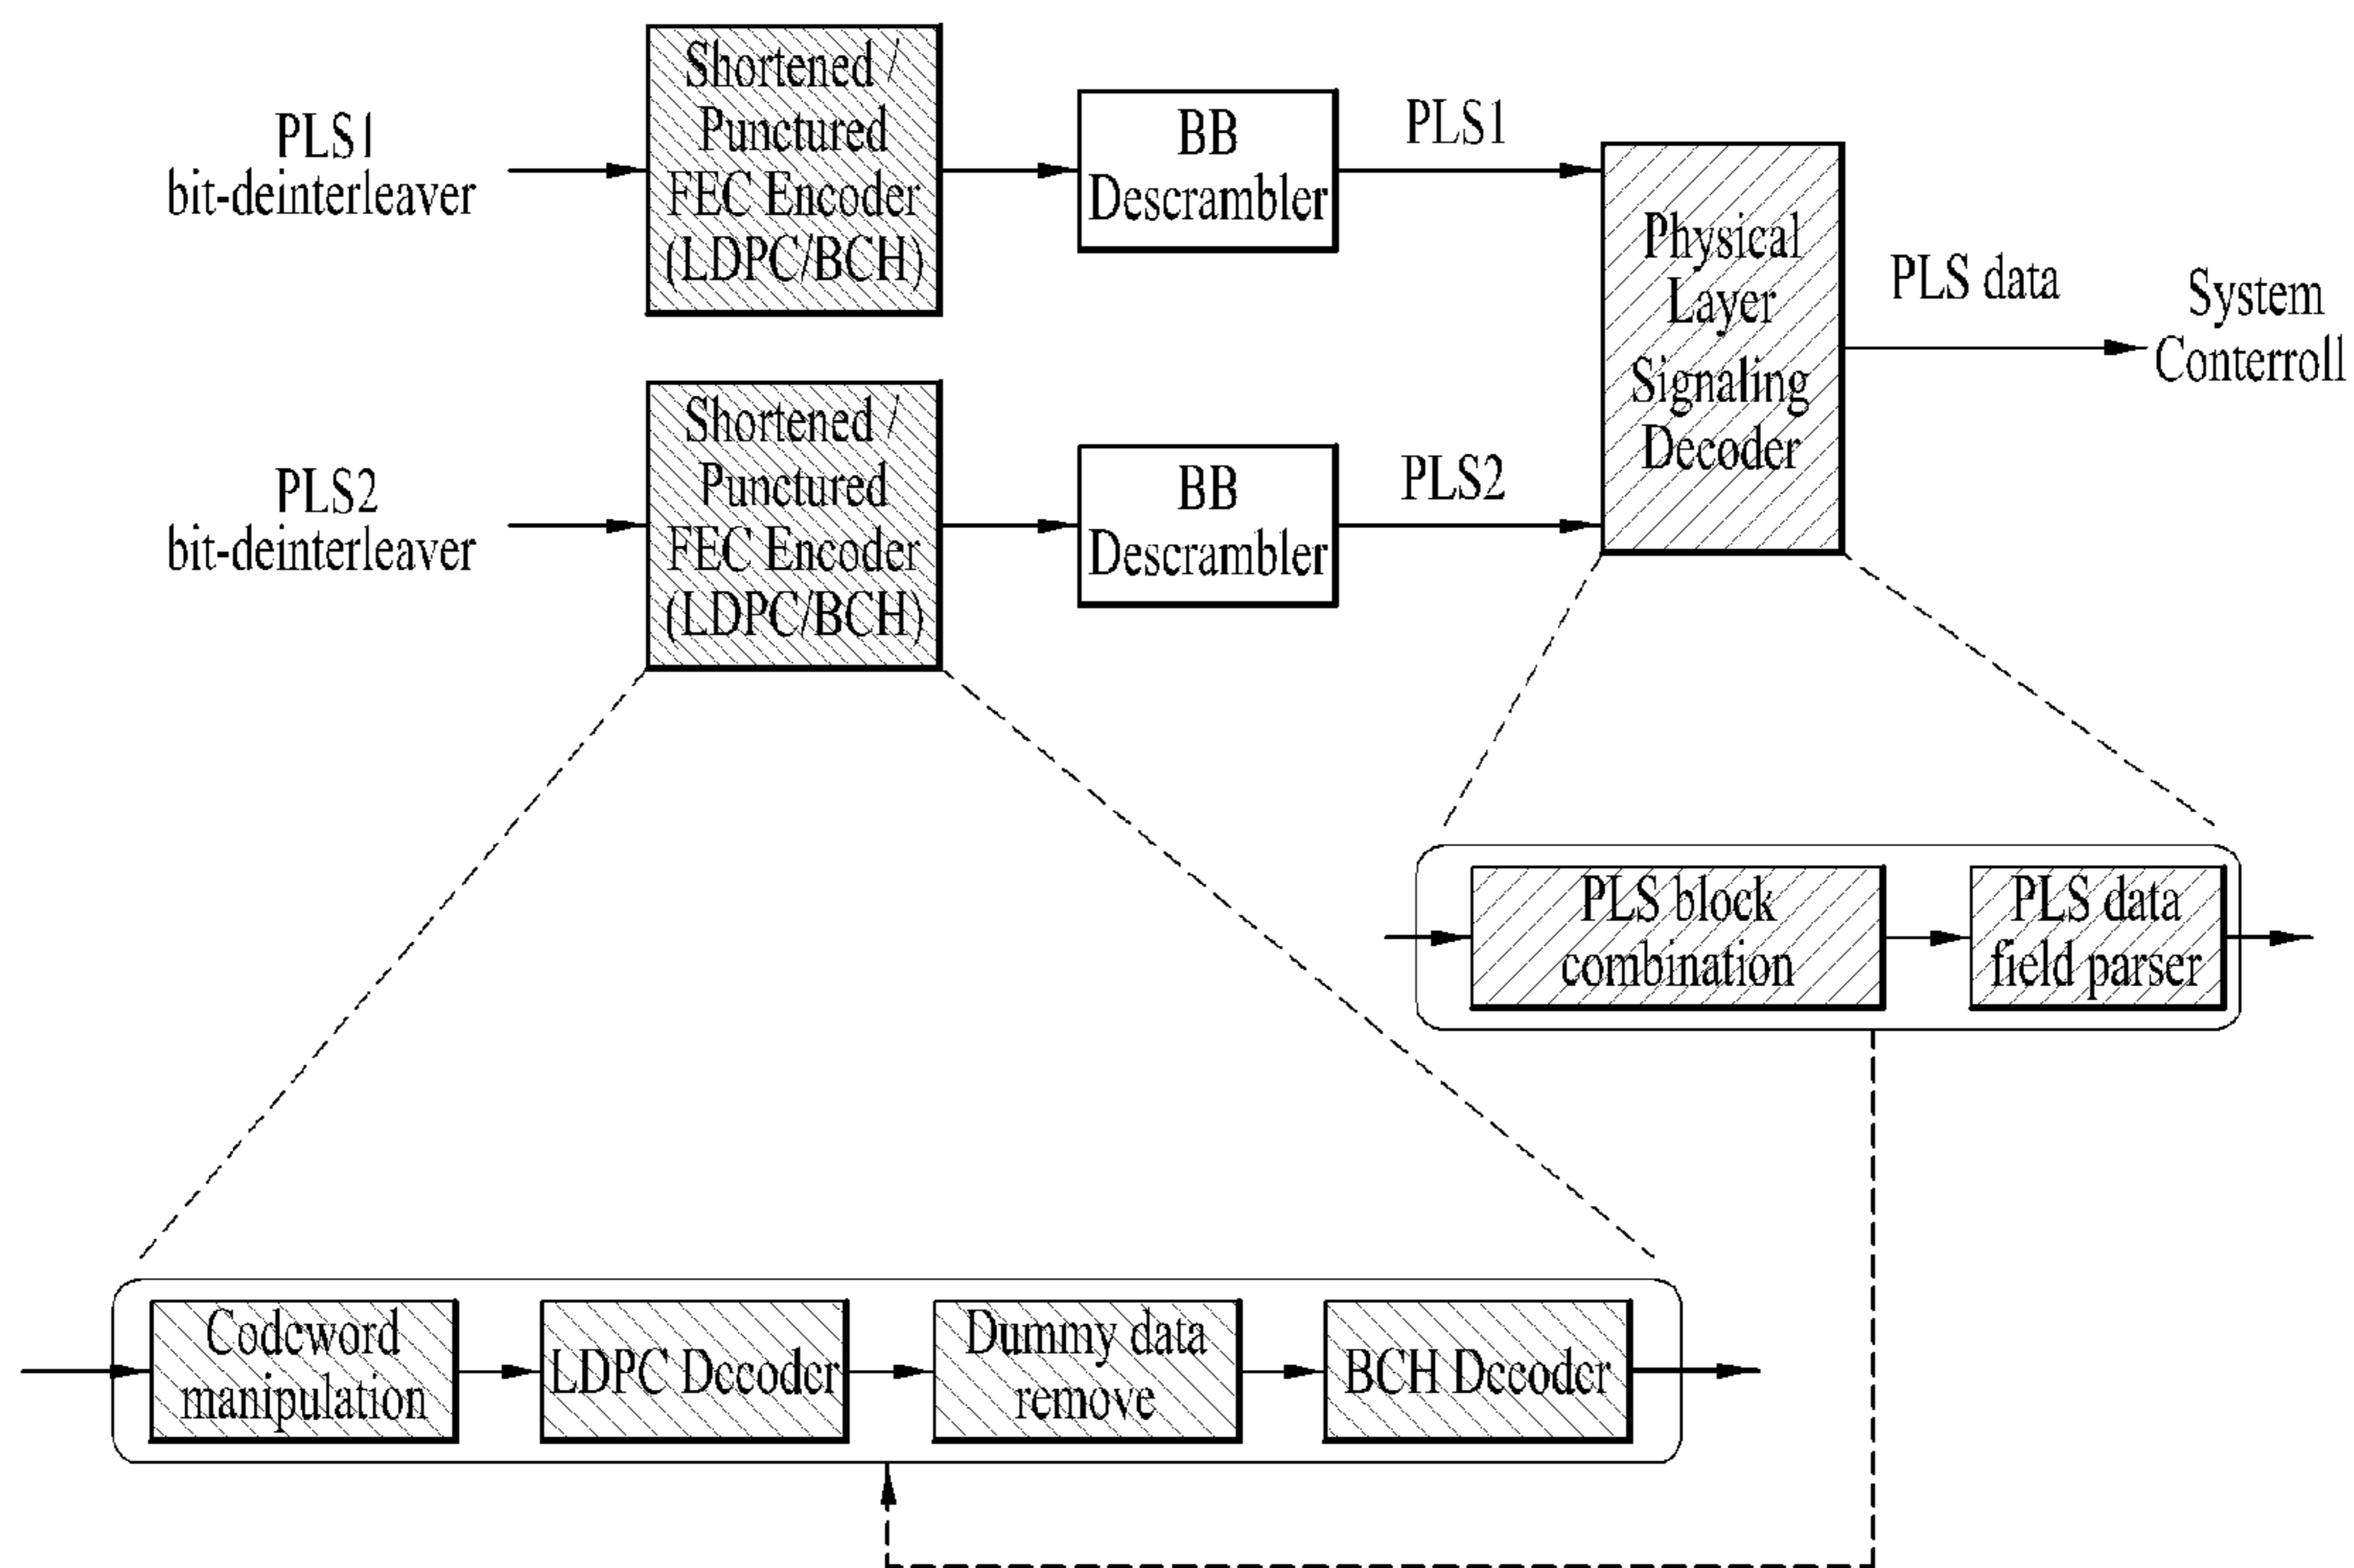 Shortened /
Punctured
FEC Encoder
(LDPC/BCH)
PLS1
bit-deinterleaver
BB
Descrambler
PLS1
Physical
Layer
Signaling
Decoder
PLS data
System
Conterroll
Shortened /
Punctured
FEC Encoder
(LDPC/BCH)
PLS2
bit-deinterleaver
BB
Descrambler
PLS2
PLS block
combination
PLS data
field parser
Codeword
manipulation
LDPC Decoder
Dummy data
remove
BCH Decoder